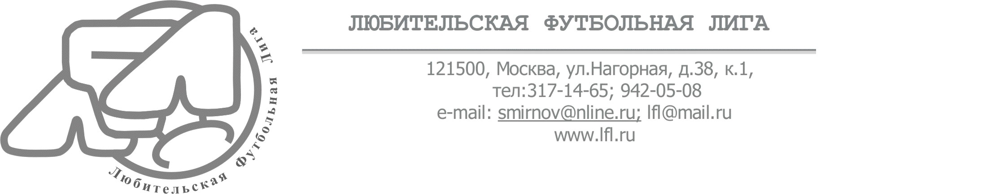 ЛЮБИТЕЛЬСКАЯ ФУТБОЛЬНАЯ ЛИГА
121500, Москва, ул.Нагорная, д.38, к.1,
тел:317-14-65; 942-05-08
e-mail: smirnov@nline.ru; lfl@mail.ru
www.lfl.ru
Любительская Футбольная Лига